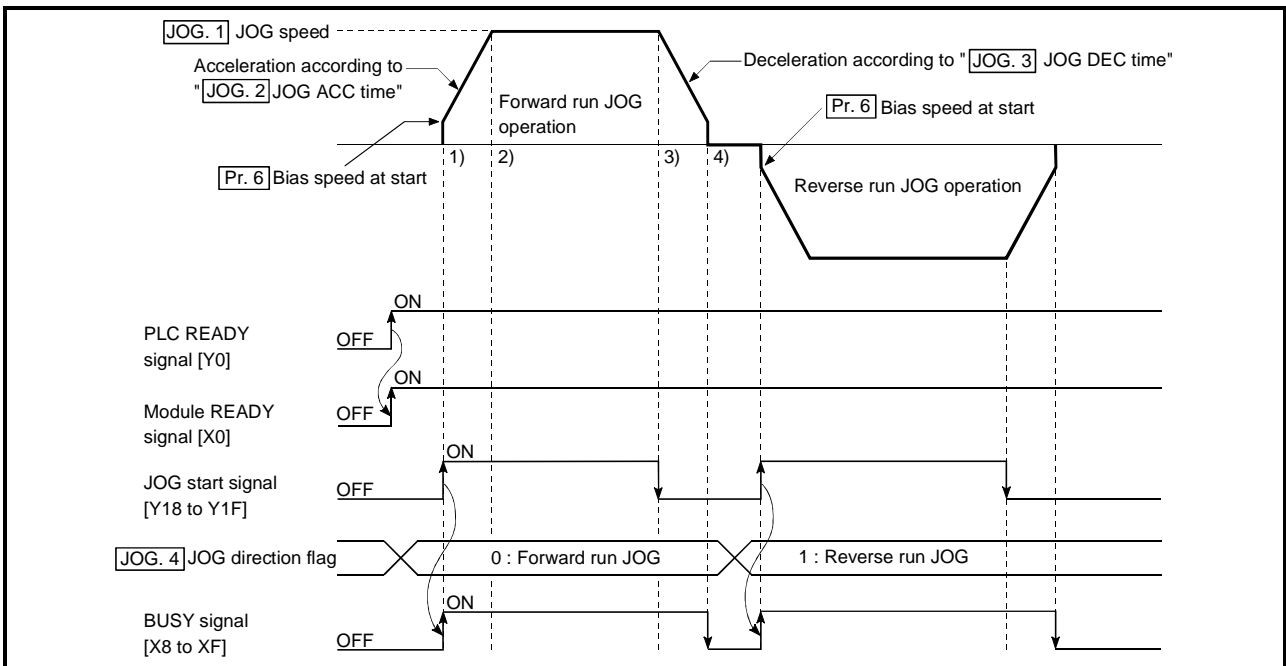 JOG. 1 JOG speed
Acceleration according to
"JOG. 2 JOG ACC time"
Deceleration according to "JOG. 3 JOG DEC time"
Forward run JOG
operation
Pr. 6 Bias speed at start
1) 2) 3) 4)
Pr. 6 Bias speed at start
Reverse run JOG operation
ON
PLC READY
signal [Y0]
OFF
ON
Module READY
signal [X0]
OFF
ON
JOG start signal
[Y18 to Y1F]
OFF
JOG. 4 JOG direction flag
0 : Forward run JOG
1 : Reverse run JOG
ON
BUSY signal
[X8 to XF]
OFF